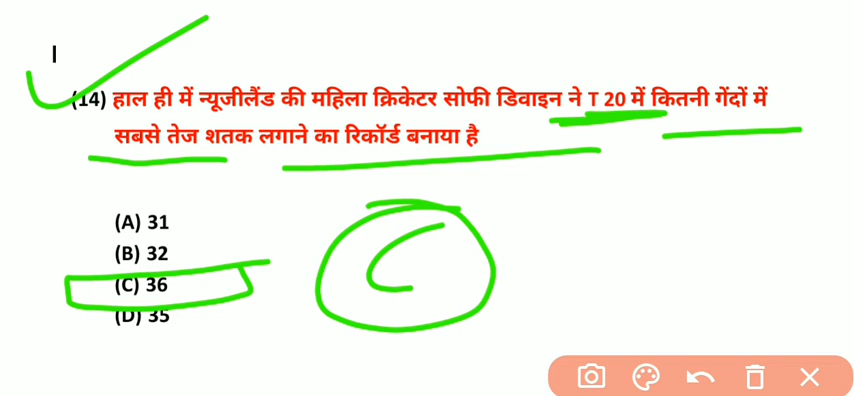 |
(14) हाल ही में न्यूजीलैंड की महिला क्रिकेटर सोफी डिवाइन ने T 20 में कितनी गेंदों में
सबसे तेज शतक लगाने का रिकॉर्ड बनाया है
(A) 31
(B) 32
(C) 36
(D) 35
C